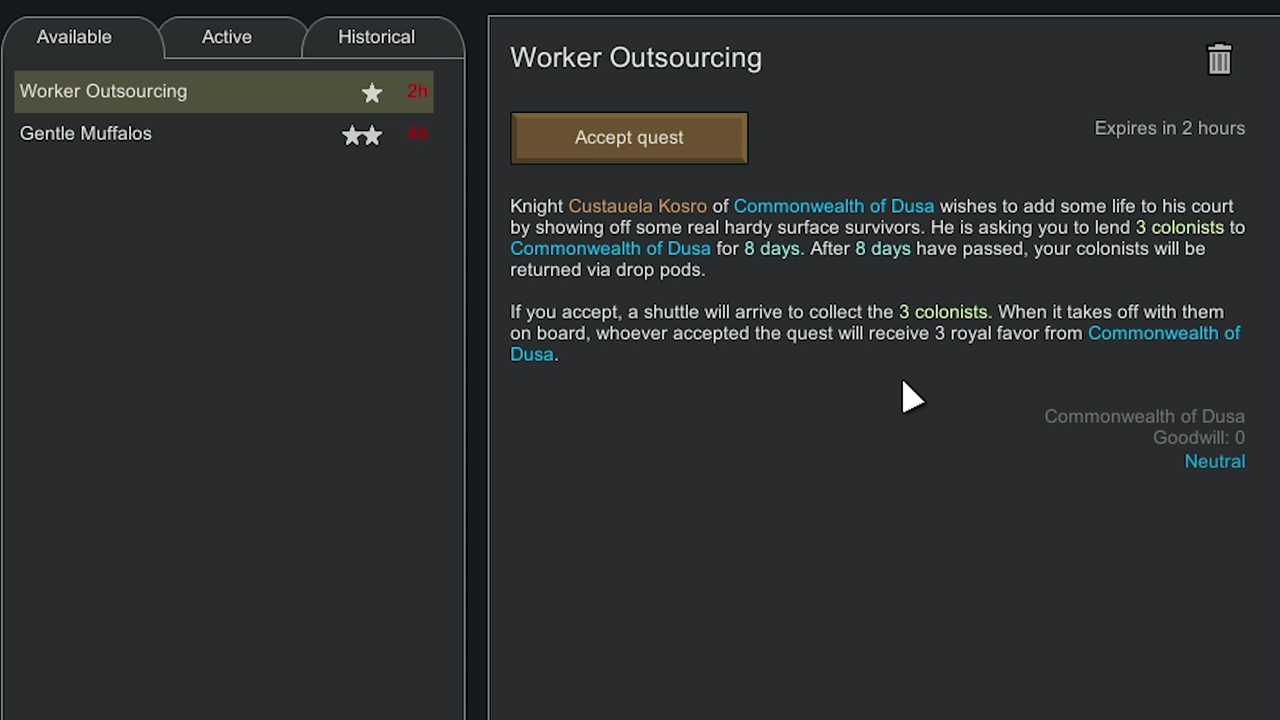 Available
Active
Historical
Worker Outsourcing
2h
Gentle Muffalos
4h
Worker Outsourcing
Accept quest
Expires in 2 hours
Knight Custauela Kosro of Commonwealth of Dusa wishes to add some life to his court
by showing off some real hardy surface survivors. He is asking you to lend 3 colonists to
Commonwealth of Dusa for 8 days. After 8 days have passed, your colonists will be
returned via drop pods.
If you accept, a shuttle will arrive to collect the 3 colonists. When it takes off with them
on board, whoever accepted the quest will receive 3 royal favor from Commonwealth of
Dusa.
Commonwealth of Dusa
Goodwill: 0
Neutral